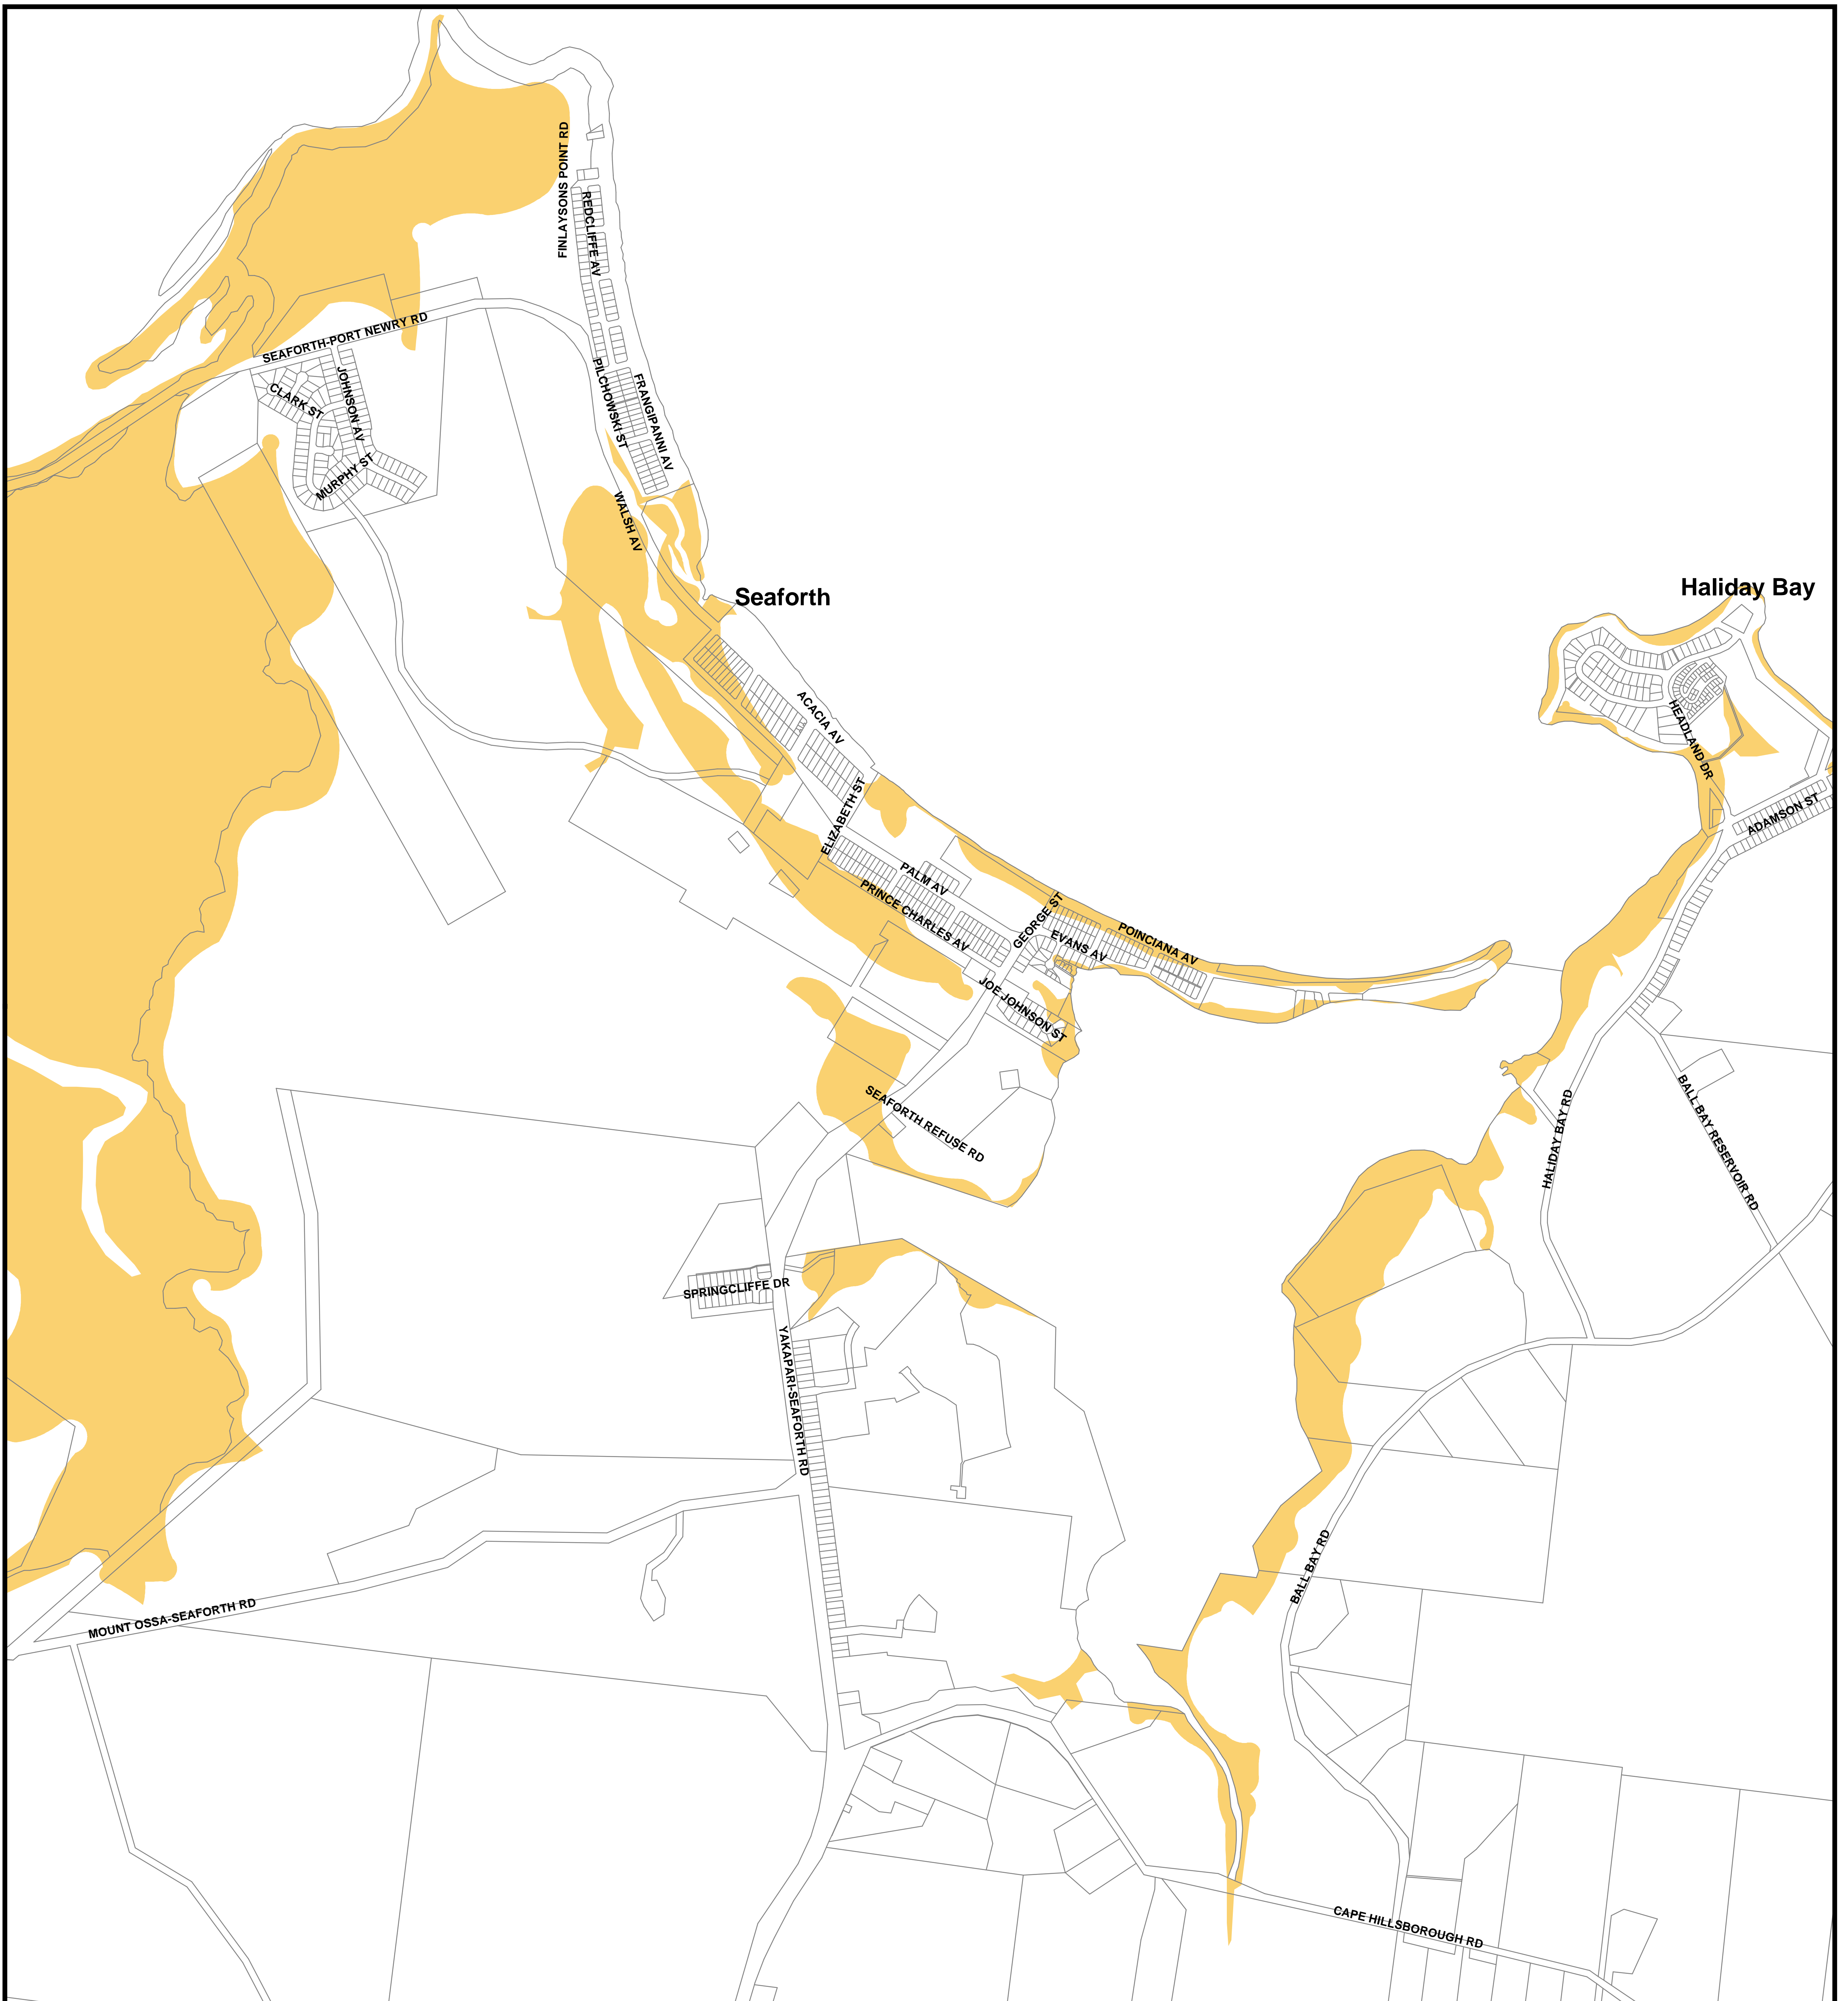 FINLAYSONS POINT RD
REDCLIFFE AV
SEAFORTH-PORT NEWRY RD
CLARK ST
JOHNSON AV
MURPHY ST
PILCHOWSKI ST
FRANGIPANNI AV
WALSH AV
Seaforth
Haliday Bay
ACACIA AV
HEADLAND DR
ADAMSON ST
ELIZABETH ST
PALM AV
PRINCE CHARLES AV
GEORGE ST
EVANS AV
POINCIANA AV
JOE JOHNSON ST
SEAFORTH REFUSE RD
HALIDAY BAY RD
BALL BAY RESERVOIR RD
SPRINGCLIFFE DR
YAKAPARI-SEAFORTH RD
BALL BAY RD
MOUNT OSSA-SEAFORTH RD
CAPE HILLSBOROUGH RD